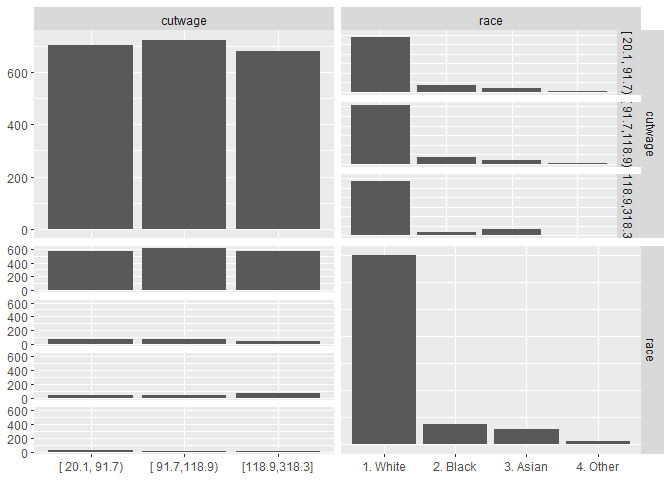 cutwage
race
600
400
200
0
[ 20.1, 91.7)
[ 91.7,118.9)
118.9,318.3
cutwage
600
400
200
0
600
400
200
0
600
400
200
0
600
400
200
0
race
[ 20.1, 91.7)
[ 91.7,118.9)
[118.9,318.3]
1. White
2. Black
3. Asian
4. Other